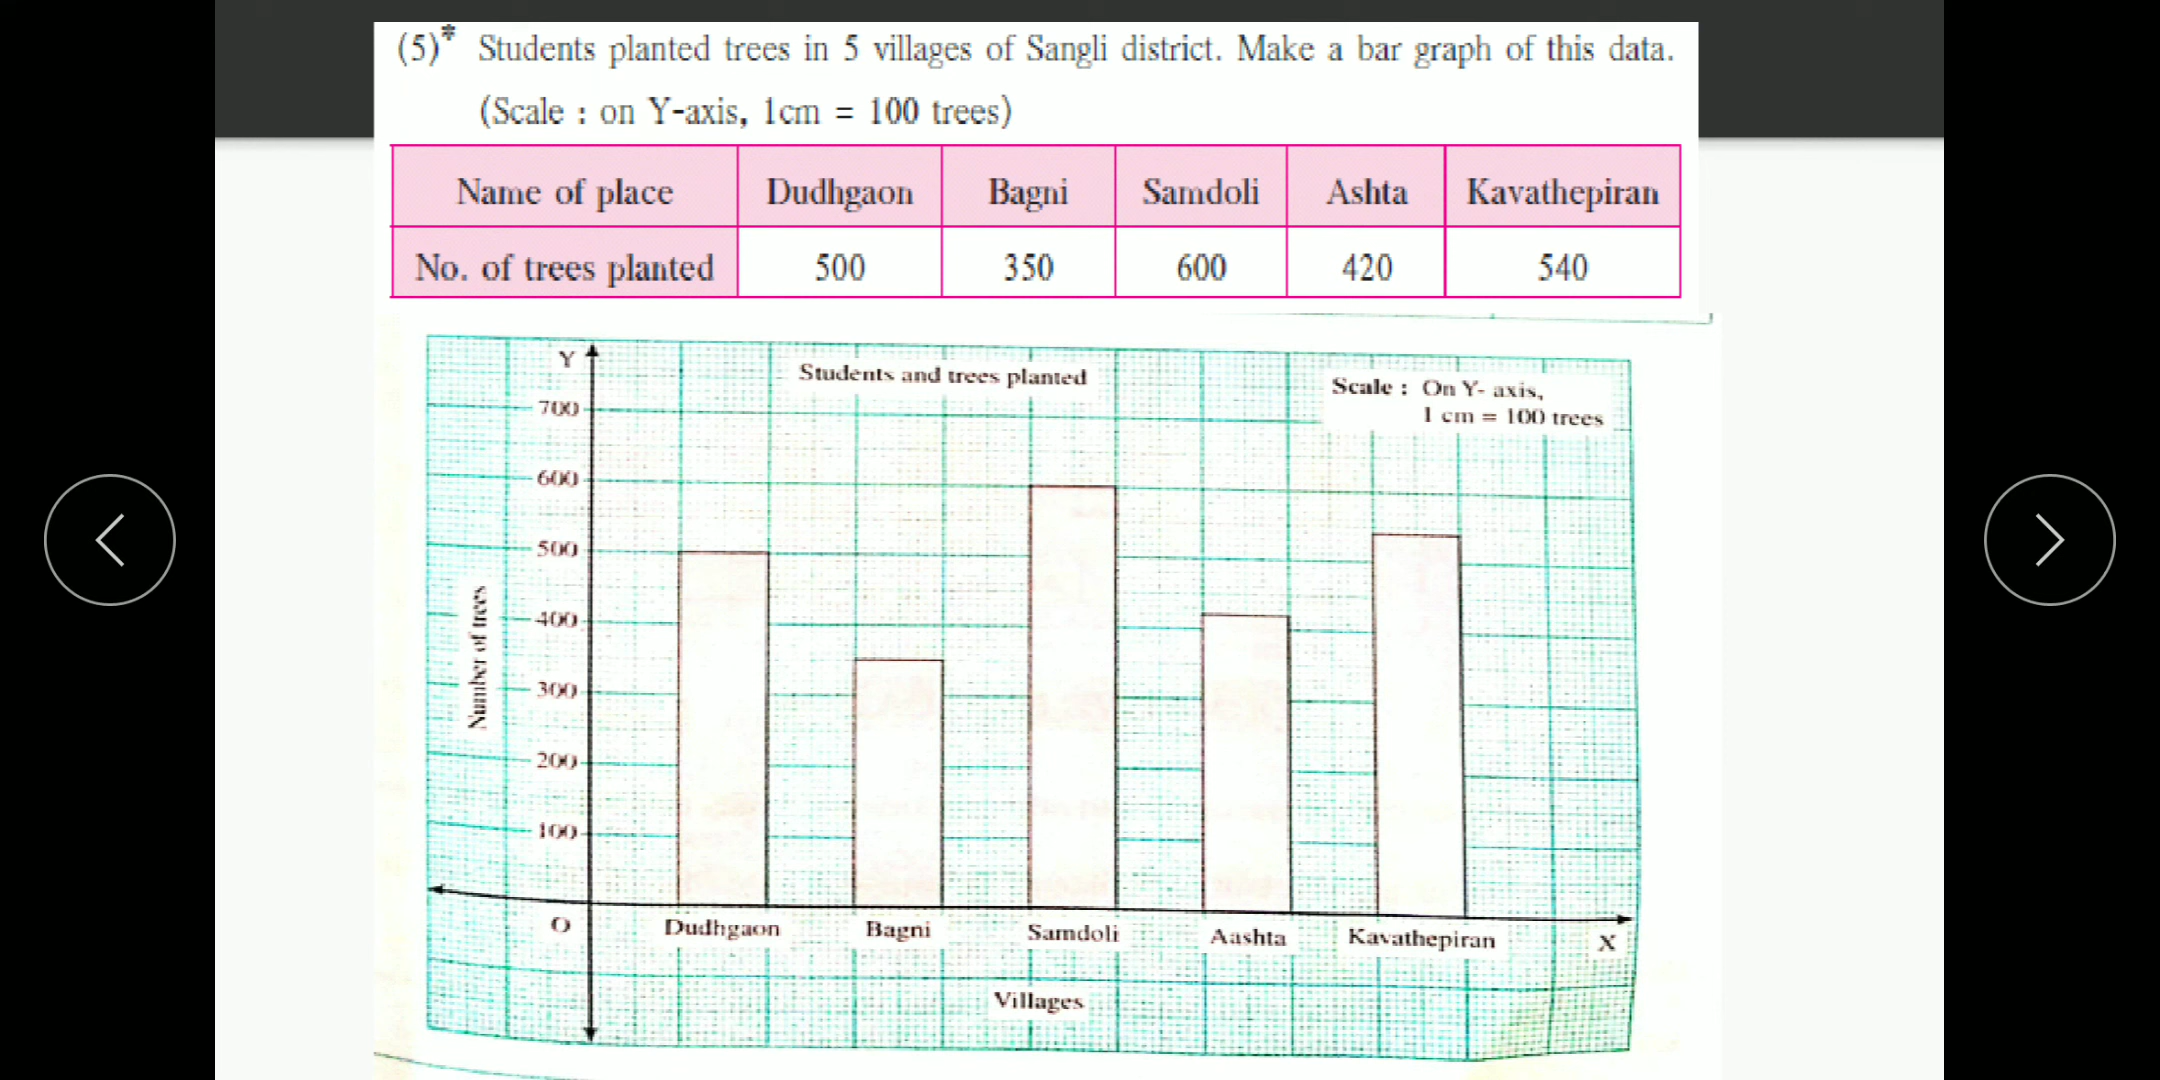 (5)* Students planted trees in 5 villages of Sangli district. Make a bar graph of this data.
(Scale : on Y-axis, 1cm = 100 trees)
Name of place Dudhgaon Bagni Samdoli Ashta Kavathepiran
No. of trees planted 500 350 600 420 540
Y
Students and trees planted
Scale : On Y- axis,
1 cm = 100 trees
700
600
500
400
300
200
100
Number of trees
O
Dudhgaon Bagni Samdoli Aashta Kavathepiran X
Villages